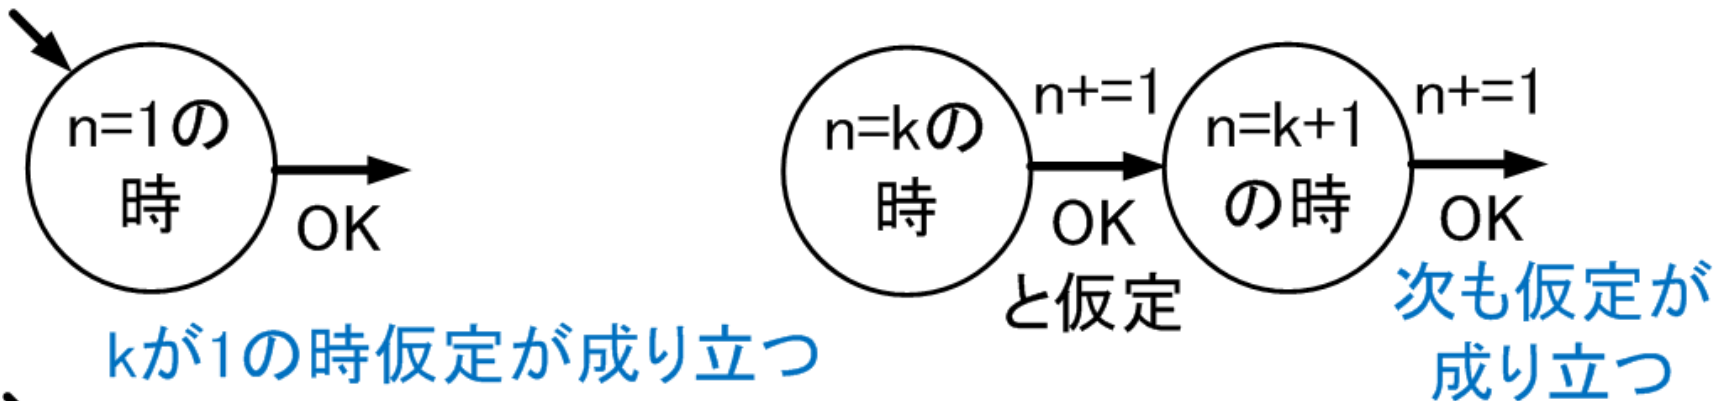 n=1の
時
OK
kが1の時仮定が成り立つ
n=kの
時
n+=1
OK
と仮定
n=k+1
の時
n+=1
OK
次も仮定が
成り立つ